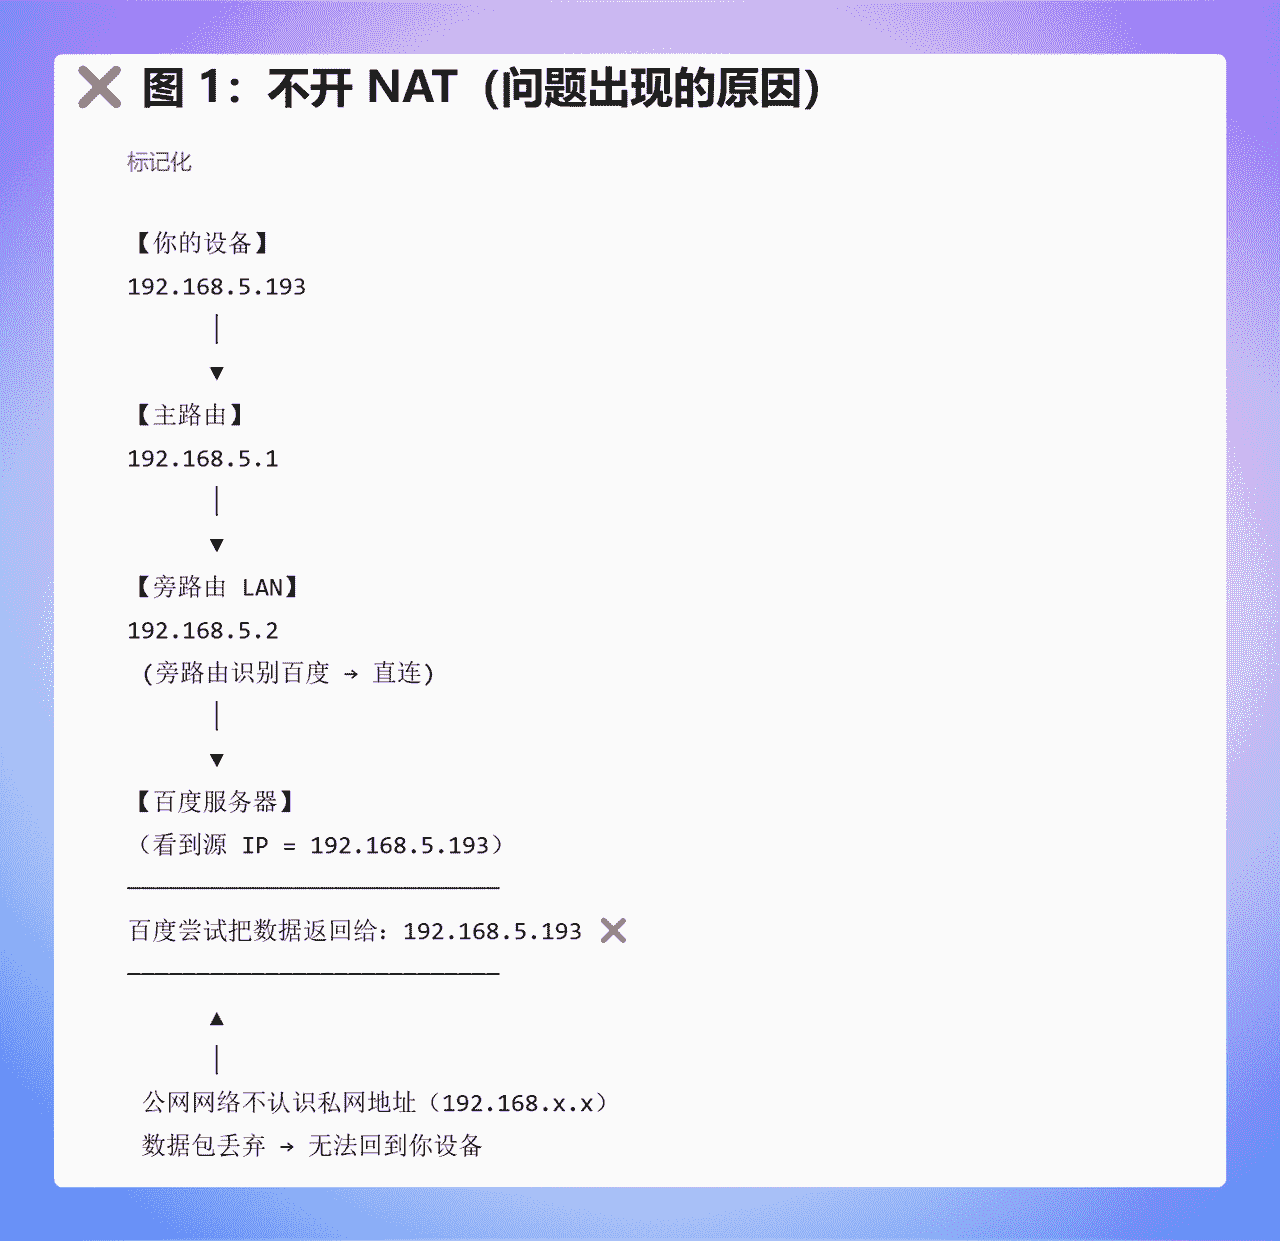 ❌ 图 1：不开 NAT（问题出现的原因）
标记化
【你的设备】
192.168.5.193
│
▼
【主路由】
192.168.5.1
│
▼
【旁路由 LAN】
192.168.5.2
(旁路由识别百度 → 直连)
│
▼
【百度服务器】
（看到源 IP = 192.168.5.193）
———————————————————————————
百度尝试把数据返回给：192.168.5.193 ❌
———————————————————————————
▲
│
公网网络不认识私网地址（192.168.x.x）
数据包丢弃 → 无法回到你设备